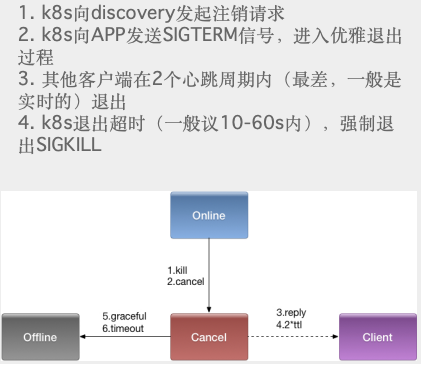 1. k8s向discovery发起注销请求
2. k8s向APP发送SIGTERM信号，进入优雅退出
过程
3. 其他客户端在2个心跳周期内（最差，一般是
实时的）退出
4. k8s退出超时（一般议10-60s内），强制退
出SIGKILL
Online
1.kill
2.cancel
5.graceful
6.timeout
3.reply
4.2*ttl
Offline
Cancel
Client